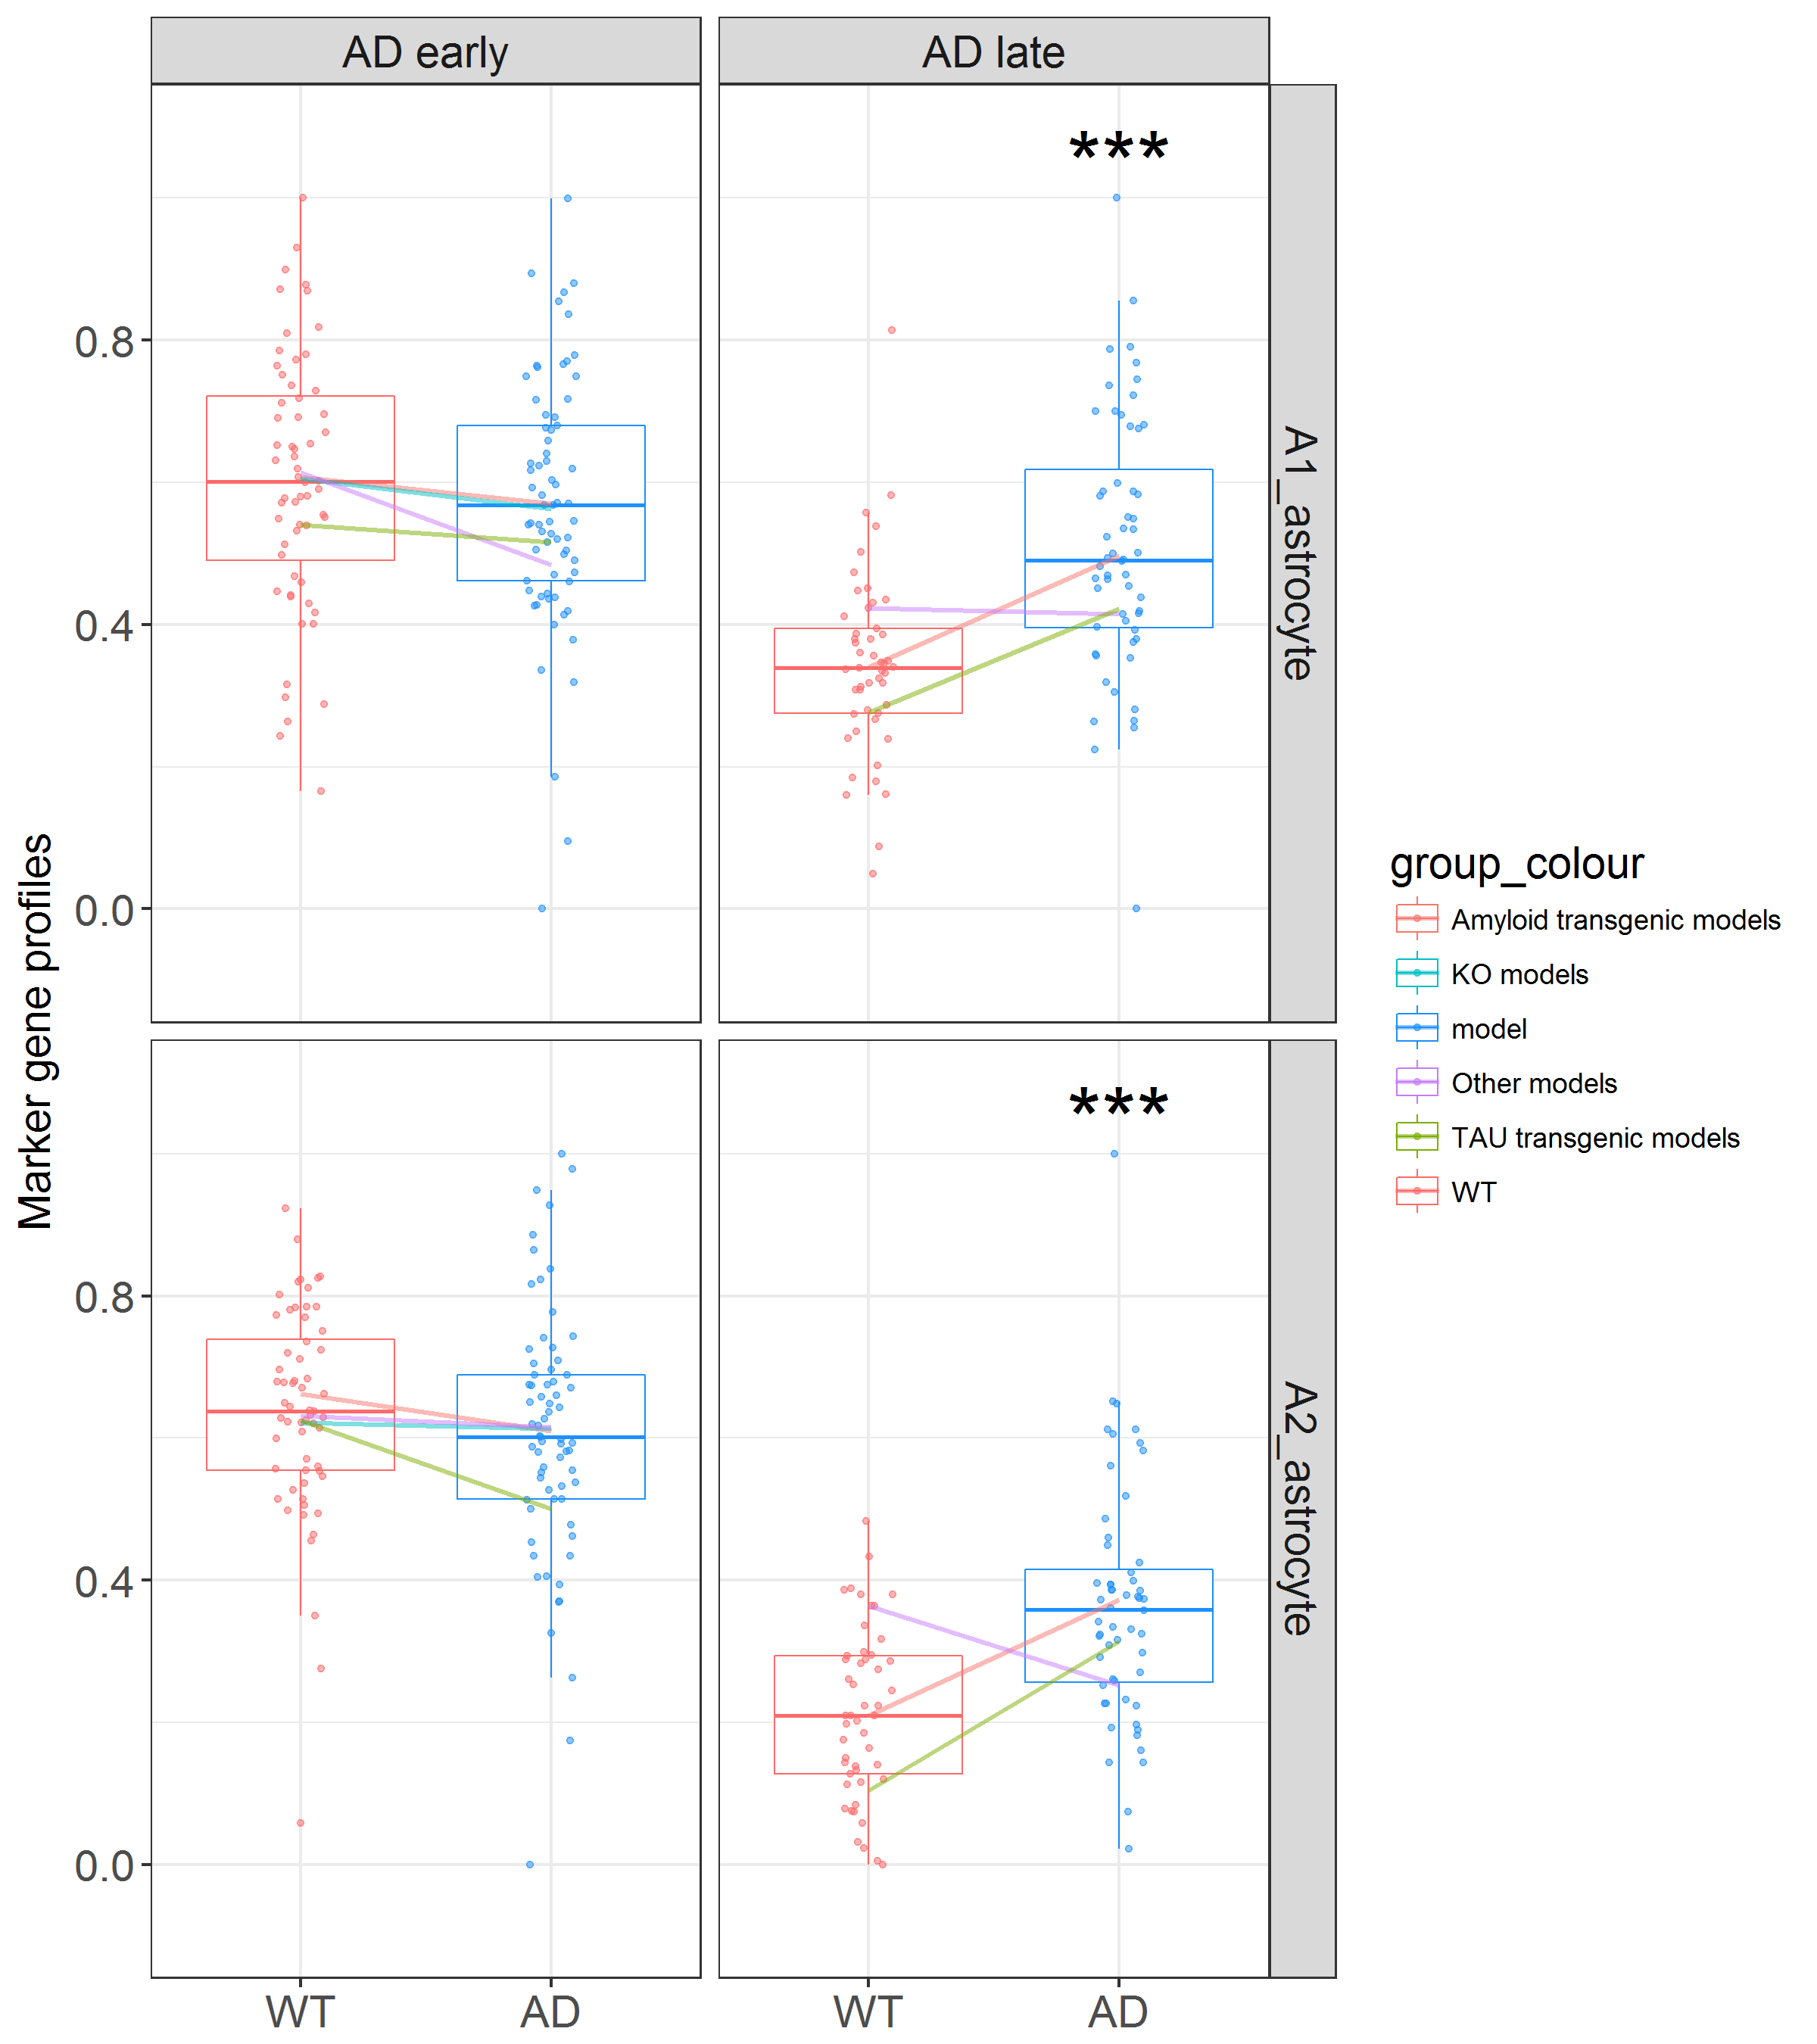 AD early
AD late
***
0.8
0.4
0.0
A1_astrocyte
***
0.8
0.4
0.0
A2_astrocyte
Marker gene profiles
WT
AD
WT
AD
group_colour
Amyloid transgenic models
KO models
model
Other models
TAU transgenic models
WT